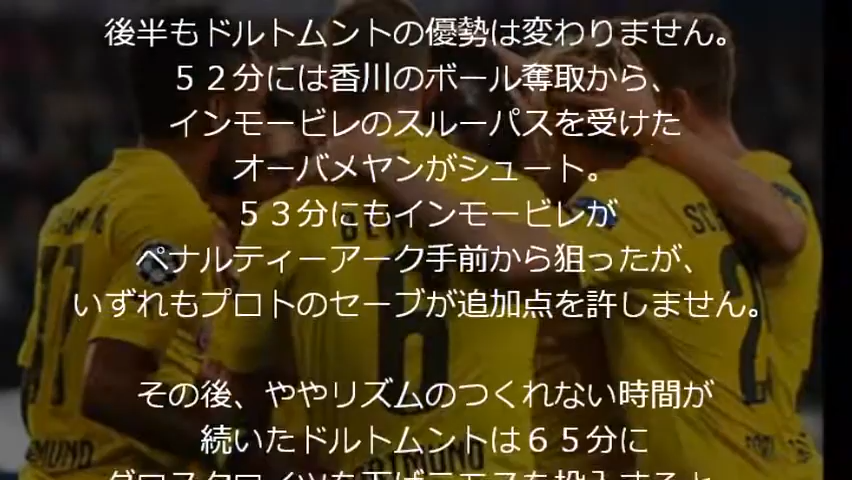 後半もドルトムントの優勢は変わりません。
５２分には香川のボール奪取から、
インモービレのスルーパスを受けた
オーバメヤンがシュート。
５３分にもインモービレが
ペナルティーアーク手前から狙ったが、
いずれもプロトのセーブが追加点を許しません。
その後、ややリズムのつくれない時間が
続いたドルトムントは６５分に
6